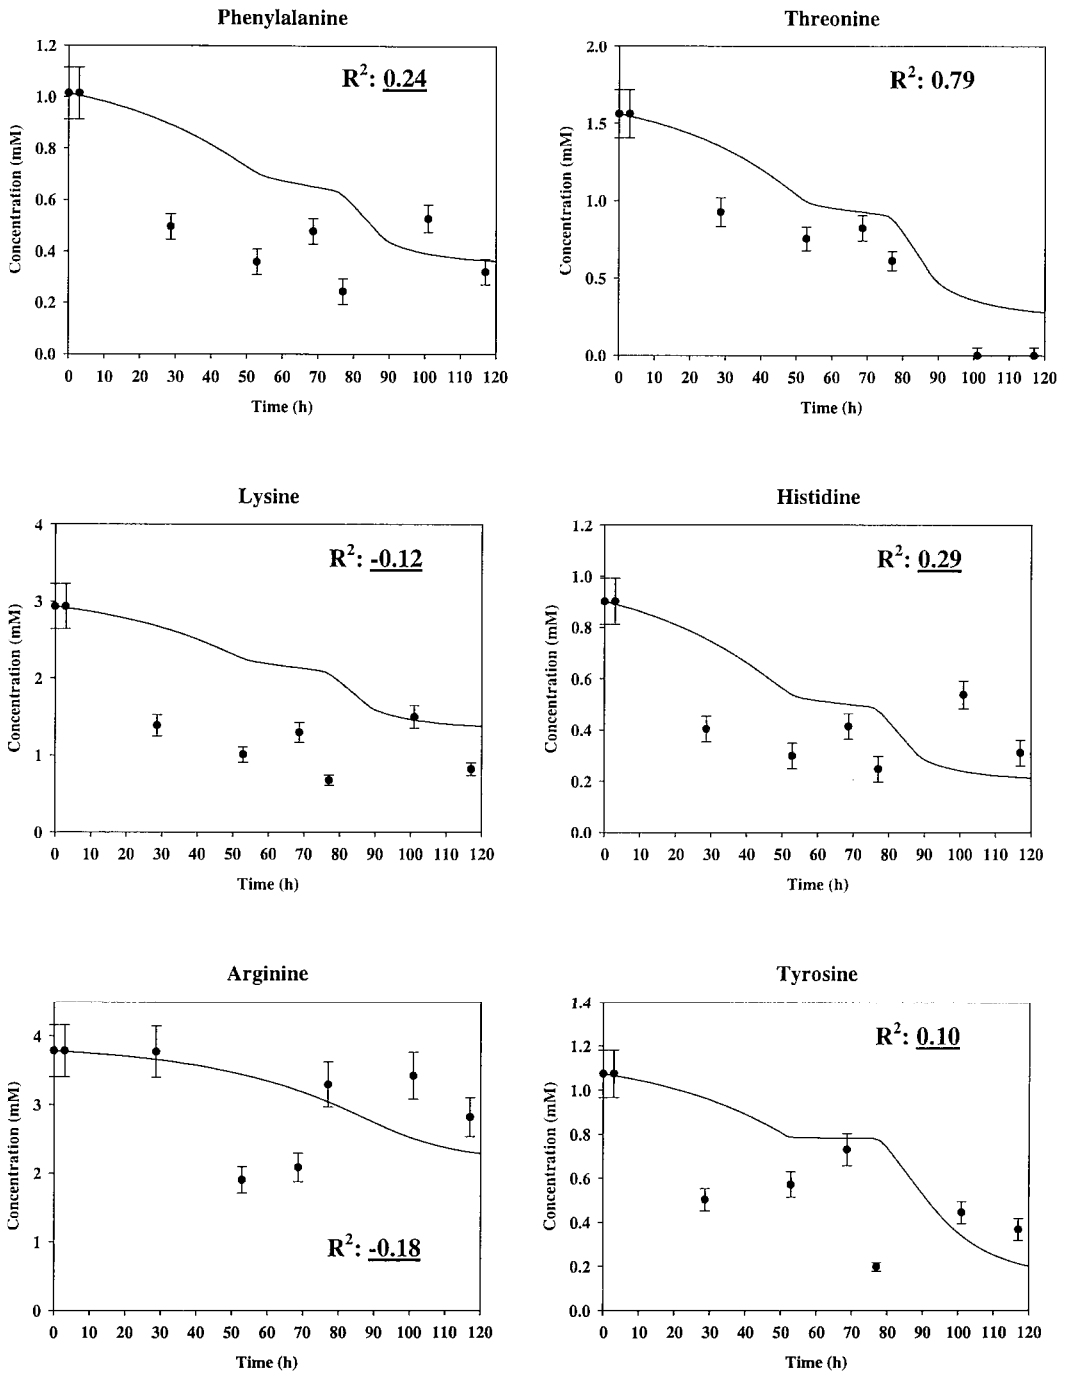 Phenylalanine
Threonine
R²: 0.24
R²: 0.79
Concentration (mM)
1.2
1.0
0.8
0.6
0.4
0.2
0.0
0 10 20 30 40 50 60 70 80 90 100 110 120
Time (h)
Concentration (mM)
2.0
1.5
1.0
0.5
0.0
0 10 20 30 40 50 60 70 80 90 100 110 120
Time (h)
Lysine
Histidine
R²: -0.12
R²: 0.29
Concentration (mM)
4
3
2
1
0
0 10 20 30 40 50 60 70 80 90 100 110 120
Time (h)
Concentration (mM)
1.2
1.0
0.8
0.6
0.4
0.2
0.0
0 10 20 30 40 50 60 70 80 90 100 110 120
Time (h)
Arginine
Tyrosine
R²: -0.18
R²: 0.10
Concentration (mM)
4
3
2
1
0
0 10 20 30 40 50 60 70 80 90 100 110 120
Time (h)
Concentration (mM)
1.4
1.2
1.0
0.8
0.6
0.4
0.2
0.0
0 10 20 30 40 50 60 70 80 90 100 110 120
Time (h)